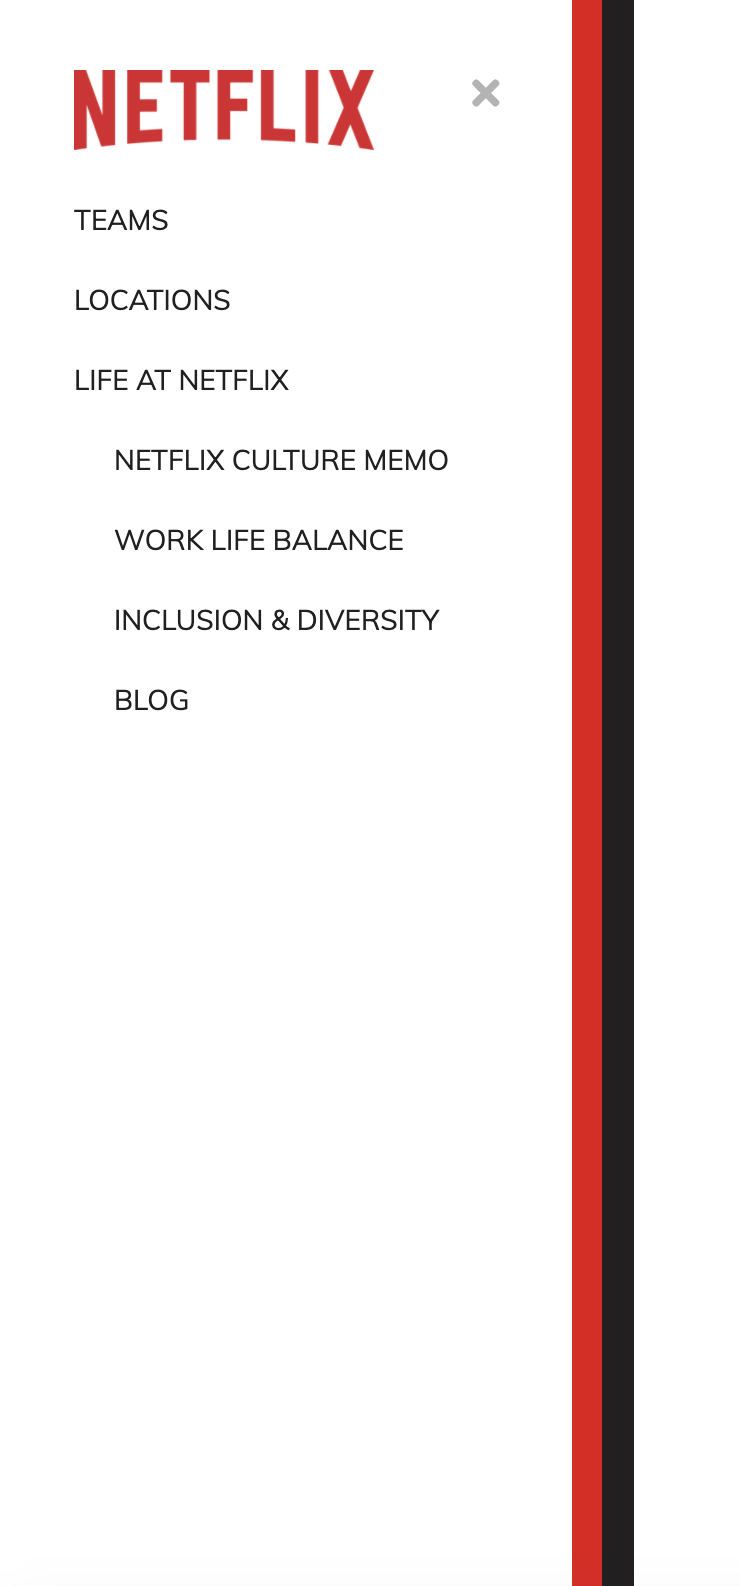 NETFLIX
TEAMS
LOCATIONS
LIFE AT NETFLIX
NETFLIX CULTURE MEMO
WORK LIFE BALANCE
INCLUSION & DIVERSITY
BLOG